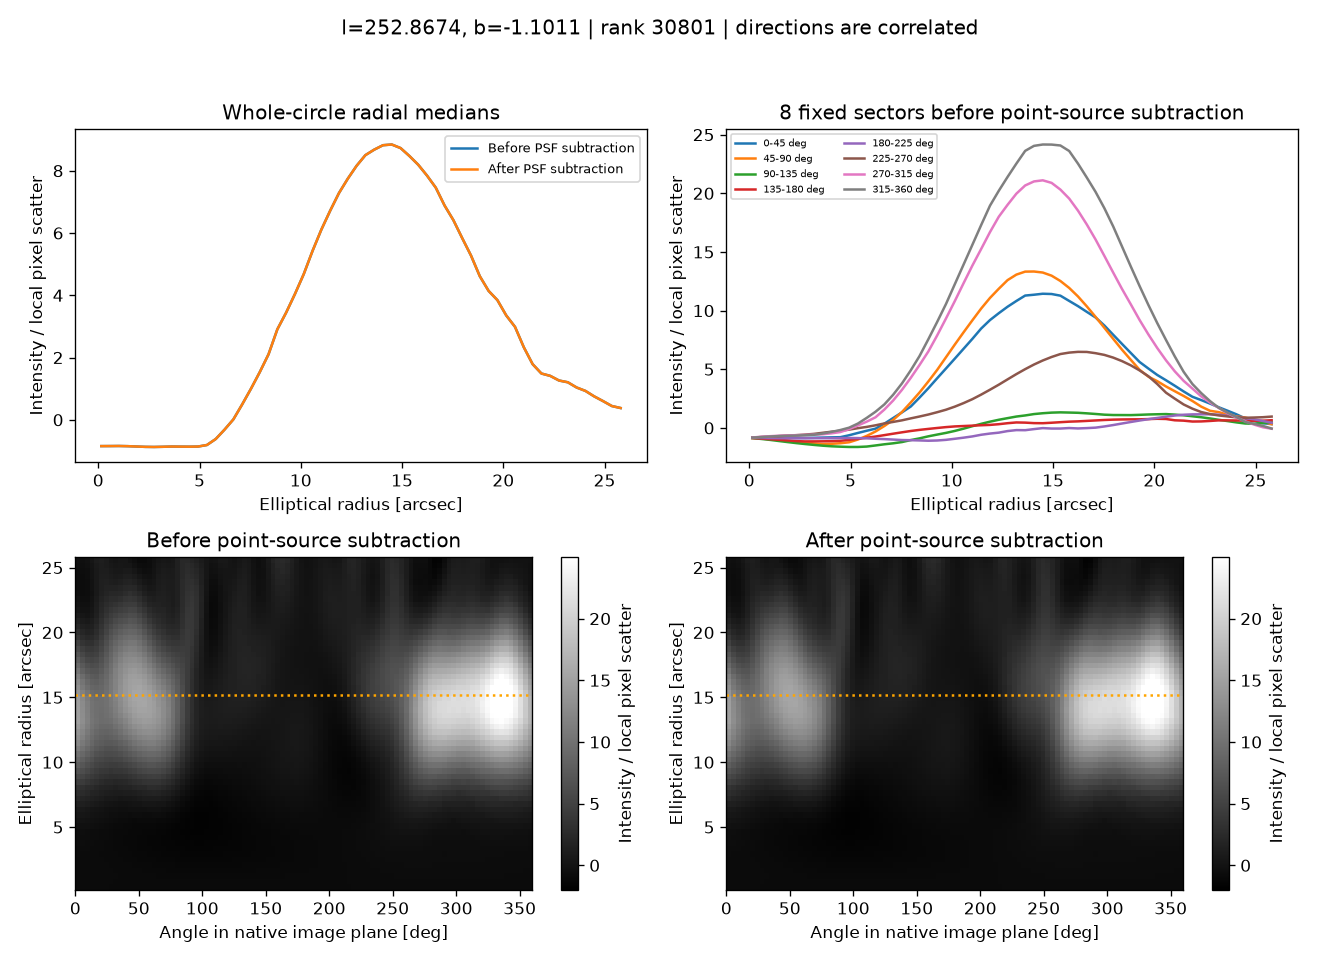 l=252.8674, b=-1.1011 | rank 30801 | directions are correlated
Whole-circle radial medians
Before PSF subtraction
After PSF subtraction
8
6
4
2
0
Intensity / local pixel scatter
0 5 10 15 20 25
Elliptical radius [arcsec]
8 fixed sectors before point-source subtraction
0-45 deg
45-90 deg
90-135 deg
135-180 deg
180-225 deg
225-270 deg
270-315 deg
315-360 deg
25
20
15
10
5
0
Intensity / local pixel scatter
0 5 10 15 20 25
Elliptical radius [arcsec]
Before point-source subtraction
25
20
15
10
5
Elliptical radius [arcsec]
0 50 100 150 200 250 300 350
Angle in native image plane [deg]
20
15
10
5
0
Intensity / local pixel scatter
After point-source subtraction
25
20
15
10
5
Elliptical radius [arcsec]
0 50 100 150 200 250 300 350
Angle in native image plane [deg]
20
15
10
5
0
Intensity / local pixel scatter